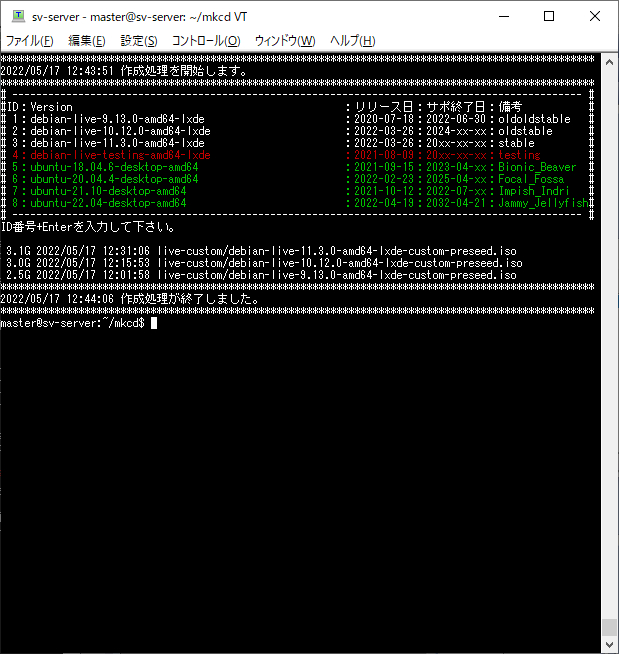 sv-server - master@sv-server: ~/mkcd VT
ファイル(F) 編集(E) 設定(S) コントロール(O) ウィンドウ(W) ヘルプ(H)
********************************************************************************
2022/05/17 12:43:51 作成処理を開始します。
********************************************************************************
# ---------------------------------------------------------------------------- #
#ID：Version ：リリース日：サポ終了日：備考 #
# 1：debian-live-9.13.0-amd64-lxde ：2020-07-18：2022-06-30：oldoldstable #
# 2：debian-live-10.12.0-amd64-lxde ：2022-03-26：2024-xx-xx：oldstable #
# 3：debian-live-11.3.0-amd64-lxde ：2022-03-26：20xx-xx-xx：stable #
# 4：debian-live-testing-amd64-lxde ：2021-08-09：20xx-xx-xx：testing #
# 5：ubuntu-18.04.6-desktop-amd64 ：2021-09-15：2023-04-xx：Bionic_Beaver #
# 6：ubuntu-20.04.4-desktop-amd64 ：2022-02-23：2025-04-xx：Focal_Fossa #
# 7：ubuntu-21.10-desktop-amd64 ：2021-10-12：2022-07-xx：Impish_Indri #
# 8：ubuntu-22.04-desktop-amd64 ：2022-04-19：2032-04-21：Jammy_Jellyfish#
# ---------------------------------------------------------------------------- #
ID番号+Enterを入力して下さい。
3.1G 2022/05/17 12:31:06 live-custom/debian-live-11.3.0-amd64-lxde-custom-preseed.iso
3.0G 2022/05/17 12:15:53 live-custom/debian-live-10.12.0-amd64-lxde-custom-preseed.iso
2.5G 2022/05/17 12:01:58 live-custom/debian-live-9.13.0-amd64-lxde-custom-preseed.iso
********************************************************************************
2022/05/17 12:44:06 作成処理が終了しました。
********************************************************************************
master@sv-server:~/mkcd$